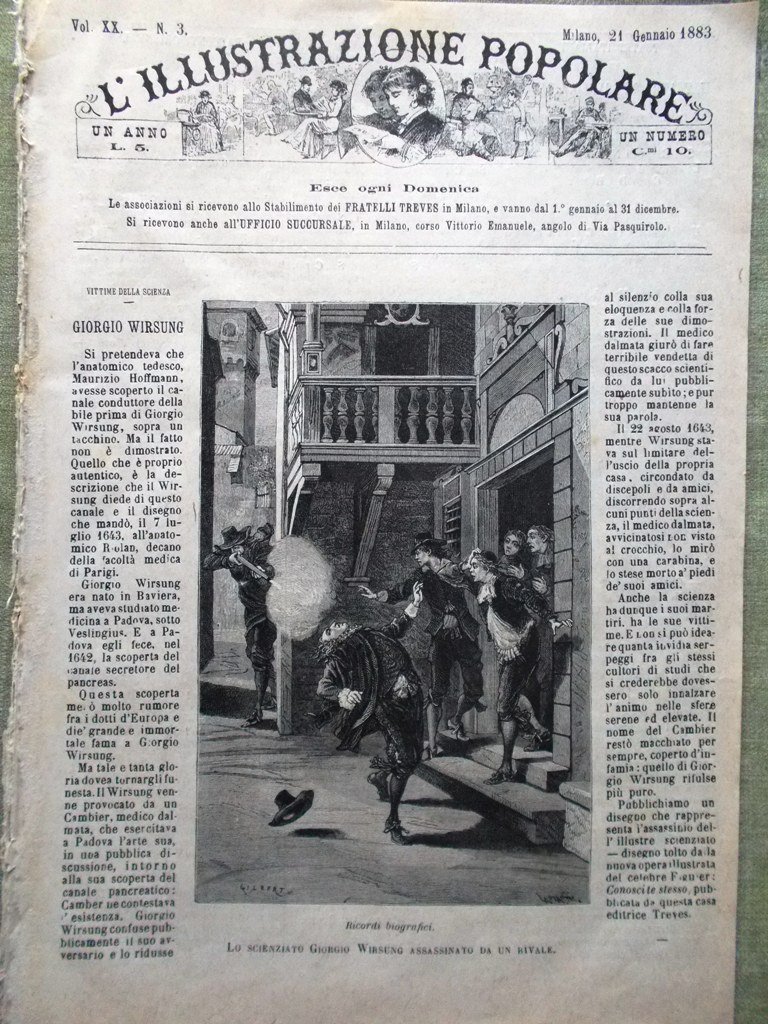 Vol. XX. — N. 3.
Milano, 21 Gennaio 1883
L'ILLUSTRAZIONE POPOLARE
UN ANNO
L. 5.
UN NUMERO
C.mi 10.
Esce ogni Domenica
Le associazioni si ricevono allo Stabilimento dei FRATELLI TREVES in Milano, e vanno dal 1.º gennaio al 31 dicembre.
Si ricevono anche all'UFFICIO SUCCURSALE, in Milano, corso Vittorio Emanuele, angolo di Via Pasquirolo.
VITTIME DELLA SCIENZA
GIORGIO WIRSUNG
Si pretendeva che
l'anatomico tedesco,
Maurizio Hoffmann,
avesse scoperto il ca-
nale conduttore della
bile prima di Giorgio
Wirsung, sopra un
tacchino. Ma il fatto
non è dimostrato.
Quello che è proprio
autentico, è la de-
scrizione che il Wir-
sung diede di questo
canale e il disegno
che mandò, il 7 lu-
glio 1643, all'anato-
mico Riolan, decano
della facoltà medica
di Parigi.
Giorgio Wirsung
era nato in Baviera,
ma aveva studiato me-
dicina a Padova, sotto
Veslingius. E a Pa-
dova egli fece, nel
1642, la scoperta del
canale secretore del
pancreas.
Questa scoperta
menò molto rumore
fra i dotti d'Europa e
die' grande e immor-
tale fama a Giorgio
Wirsung.
Ma tale e tanta glo-
ria dovea tornargli fu-
nesta. Il Wirsung ven-
ne provocato da un
Cambier, medico dal-
mata, che esercitava
a Padova l'arte sua,
in una pubblica di-
scussione, intorno
alla sua scoperta del
canale pancreatico:
Cambier ne contestava
l'esistenza. Giorgio
Wirsung confuse pub-
blicamente il suo av-
versario e lo ridusse
al silenzio colla sua
eloquenza e colla for-
za delle sue dimo-
strazioni. Il medico
dalmata giurò di fare
terribile vendetta di
questo scacco scienti-
fico da lui pubbli-
camente subìto; e pur
troppo mantenne la
sua parola.
Il 22 agosto 1643,
mentre Wirsung sta-
va sul limitare del-
l'uscio della propria
casa, circondato da
discepoli e da amici,
discorrendo sopra al-
cuni punti della scien-
za, il medico dalmata,
avvicinatosi non visto
al crocchio, lo mirò
con una carabina, e
lo stese morto a' piedi
de' suoi amici.
Anche la scienza
ha dunque i suoi mar-
tiri, ha le sue vitti-
me. E non si può idea-
re quanta invidia ser-
peggi fra gli stessi
cultori di studi che
si crederebbe doves-
sero solo innalzare
l'animo nelle sfere
serene ed elevate. Il
nome del Cambier
restò macchiato per
sempre, coperto d'in-
famia: quello di Gior-
gio Wirsung rifulse
più puro.
Pubblichiamo un
disegno che rappre-
senta l'assassinio del-
l'illustre scienziato
— disegno tolto da la
nuova opera illustrata
del celebre Figuier:
Conosci te stesso, pub-
blicata da questa casa
editrice Treves.
GILBERT
Ricordi biografici.
LO SCIENZIATO GIORGIO WIRSUNG ASSASSINATO DA UN RIVALE.